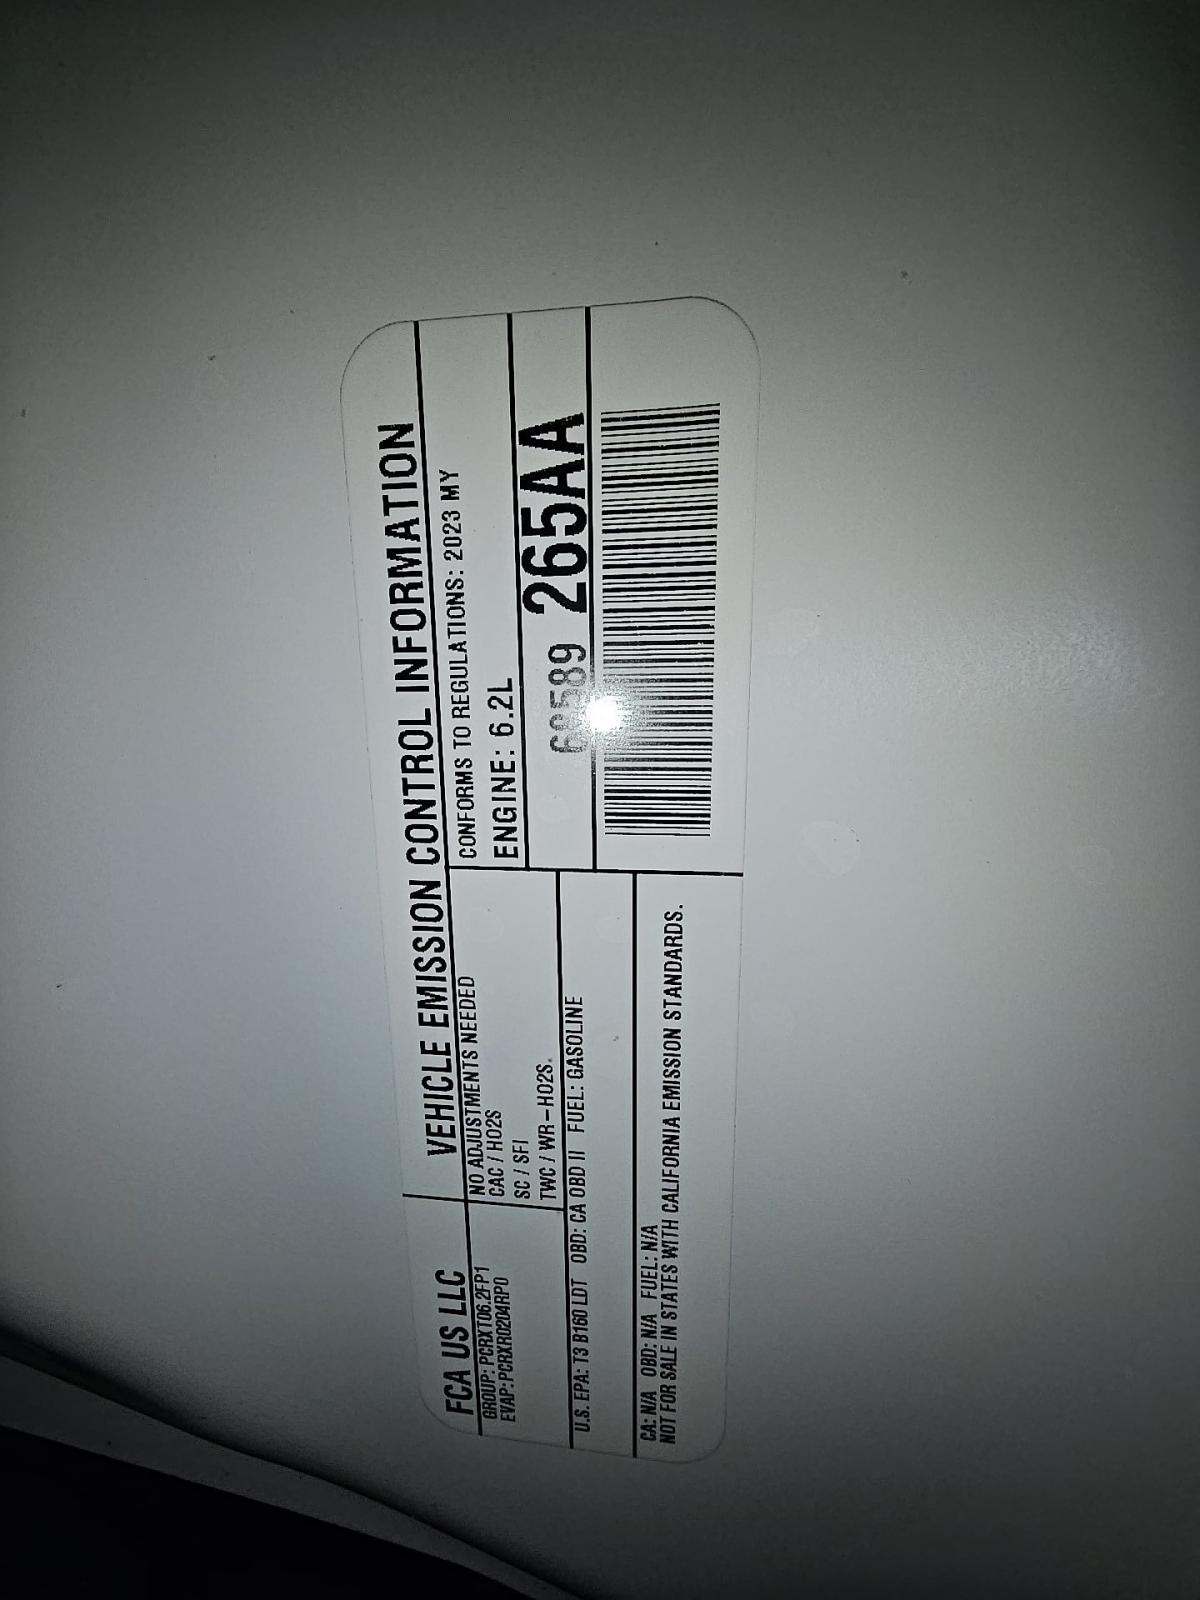 FCA US LLC
VEHICLE EMISSION CONTROL INFORMATION
GROUP: PCRXT06.2FP1
EVAP: PCRXR0204RP0
NO ADJUSTMENTS NEEDED
CAC / HO2S
SC / SFI
TWC / WR-HO2S.
CONFORMS TO REGULATIONS: 2023 MY
ENGINE: 6.2L
265AA
U.S. EPA: T3 B160 LDT OBD: CA OBD II FUEL: GASOLINE
CA: N/A OBD: N/A FUEL: N/A
NOT FOR SALE IN STATES WITH CALIFORNIA EMISSION STANDARDS.